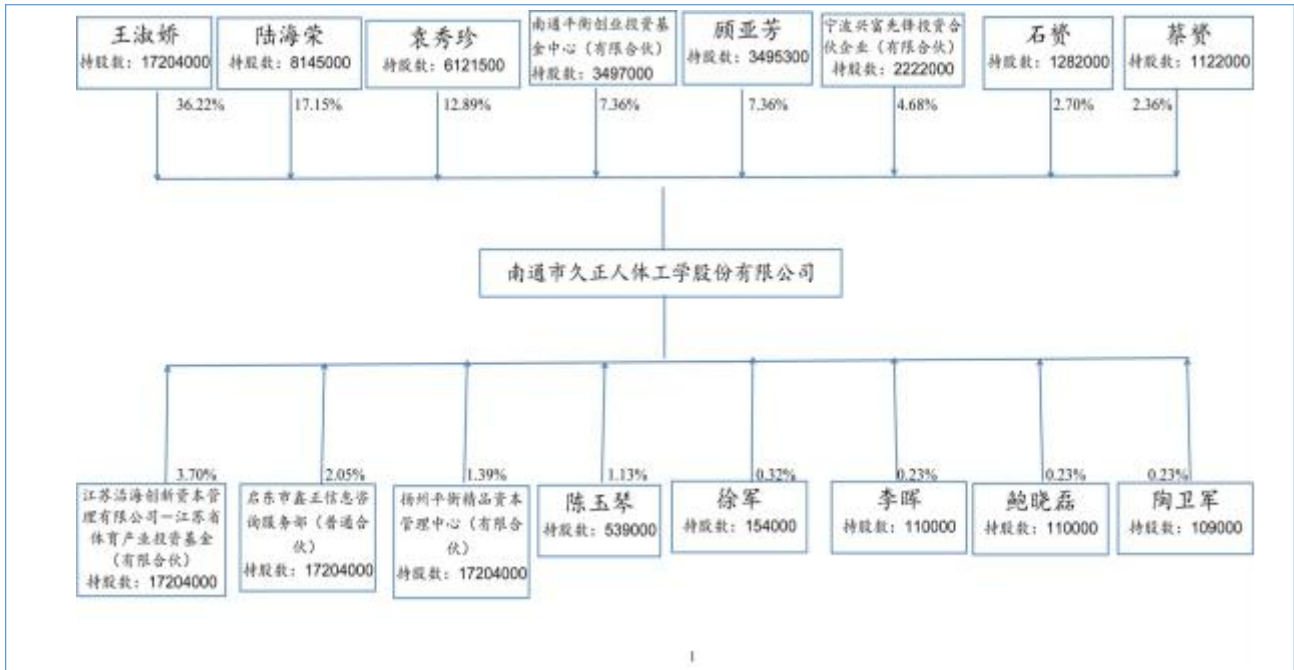 王淑娇
持股数：17204000
陆海荣
持股数：8145000
袁秀珍
持股数：6121500
南通平衡创业投资基
金中心（有限合伙）
持股数：3497000
顾亚芳
持股数：3495300
宁波兴富先锋投资合
伙企业（有限合伙）
持股数：2222000
石赟
持股数：1282000
蔡赟
持股数：1122000
36.22%
17.15%
12.89%
7.36%
7.36%
4.68%
2.70%
2.36%
南通市久正人体工学股份有限公司
3.70%
2.05%
1.39%
1.13%
0.32%
0.23%
0.23%
0.23%
江苏沿海创新资本管
理有限公司—江苏省
体育产业投资基金
（有限合伙）
持股数：17204000
启东市鑫正信息咨
询服务部（普通合
伙）
持股数：17204000
扬州平衡精品资本
管理中心（有限合
伙）
持股数：17204000
陈玉琴
持股数：539000
徐军
持股数：154000
李晖
持股数：110000
鲍晓磊
持股数：110000
陶卫军
持股数：109000
1